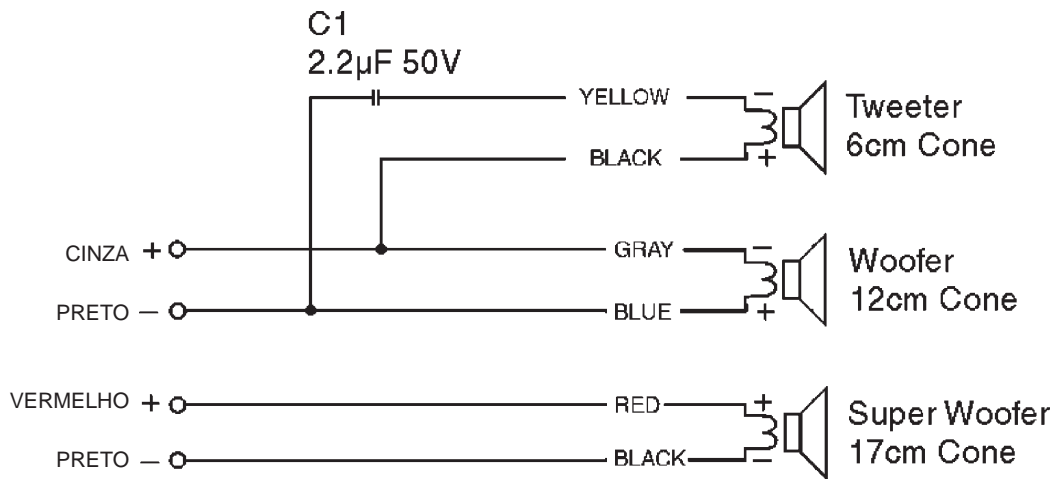 C1
2.2µF 50V
YELLOW
–
Tweeter
BLACK
+
6cm Cone
CINZA +
GRAY
–
Woofer
PRETO –
BLUE
+
12cm Cone
VERMELHO +
RED
+
Super Woofer
PRETO –
BLACK
–
17cm Cone